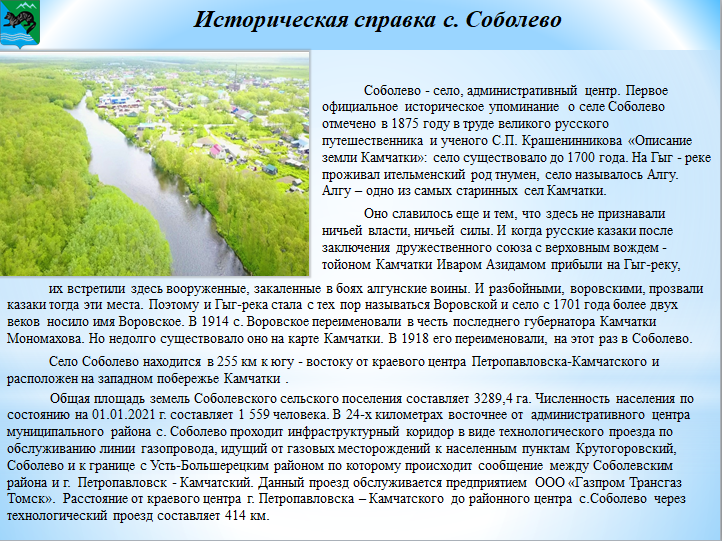 Историческая справка с. Соболево
Соболево - село, административный центр. Первое
официальное историческое упоминание о селе Соболево
отмечено в 1875 году в труде великого русского
путешественника и ученого С.П. Крашенинникова «Описание
земли Камчатки»: село существовало до 1700 года. На Гыг - реке
проживал ительменский род тнумен, село называлось Алгу.
Алгу – одно из самых старинных сел Камчатки.
Оно славилось еще и тем, что здесь не признавали
ничьей власти, ничьей силы. И когда русские казаки после
заключения дружественного союза с верховным вождем -
тойоном Камчатки Иваром Азидамом прибыли на Гыг-реку,
их встретили здесь вооруженные, закаленные в боях алгунские воины. И разбойными, воровскими, прозвали
казаки тогда эти места. Поэтому и Гыг-река стала с тех пор называться Воровской и село с 1701 года более двух
веков носило имя Воровское. В 1914 с. Воровское переименовали в честь последнего губернатора Камчатки
Мономахова. Но недолго существовало оно на карте Камчатки. В 1918 его переименовали, на этот раз в Соболево.
Село Соболево находится в 255 км к югу - востоку от краевого центра Петропавловска-Камчатского и
расположен на западном побережье Камчатки .
Общая площадь земель Соболевского сельского поселения составляет 3289,4 га. Численность населения по
состоянию на 01.01.2021 г. составляет 1 559 человека. В 24-х километрах восточнее от административного центра
муниципального района с. Соболево проходит инфраструктурный коридор в виде технологического проезда по
обслуживанию линии газопровода, идущий от газовых месторождений к населенным пунктам Крутогоровский,
Соболево и к границе с Усть-Большерецким районом по которому происходит сообщение между Соболевским
района и г. Петропавловск - Камчатский. Данный проезд обслуживается предприятием ООО «Газпром Трансгаз
Томск». Расстояние от краевого центра г. Петропавловска – Камчатского до районного центра с.Соболево через
технологический проезд составляет 414 км.